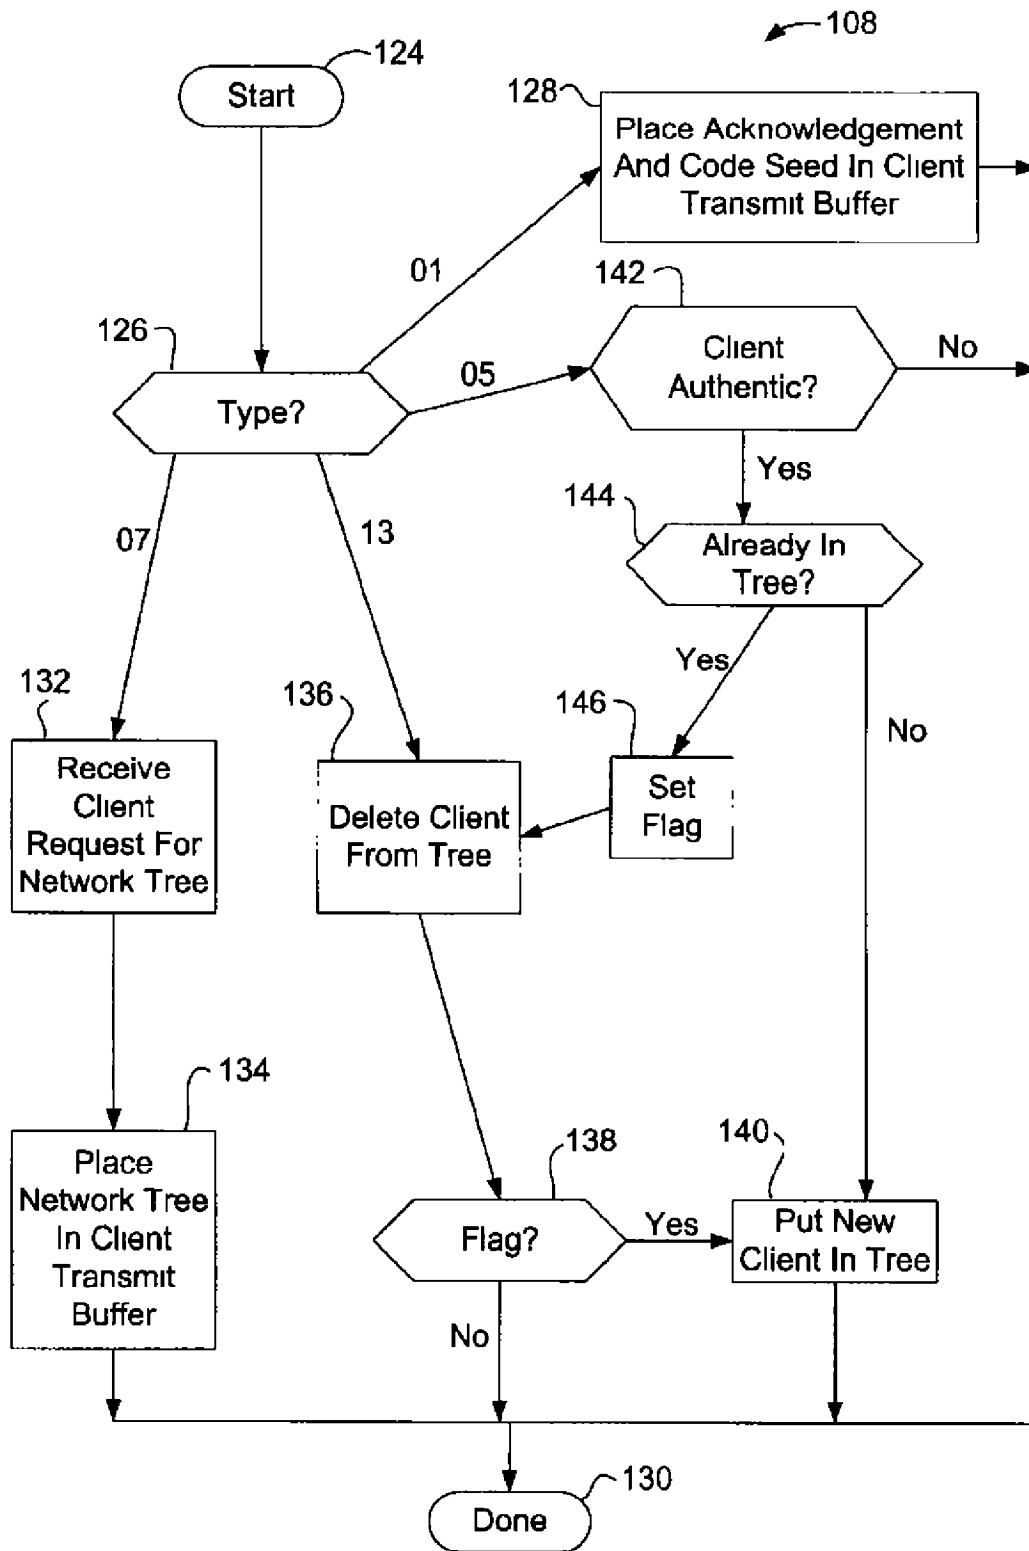 108
124
Start
128
Place Acknowledgement
And Code Seed In Client
Transmit Buffer
01
142
126
Client
Authentic?
No
05
Type?
Yes
144
07
13
Already In
Tree?
Yes
132
136
146
No
Receive
Client
Request For
Network Tree
Delete Client
From Tree
Set
Flag
134
Place
Network Tree
In Client
Transmit
Buffer
138
140
Flag?
Yes
Put New
Client In Tree
No
130
Done